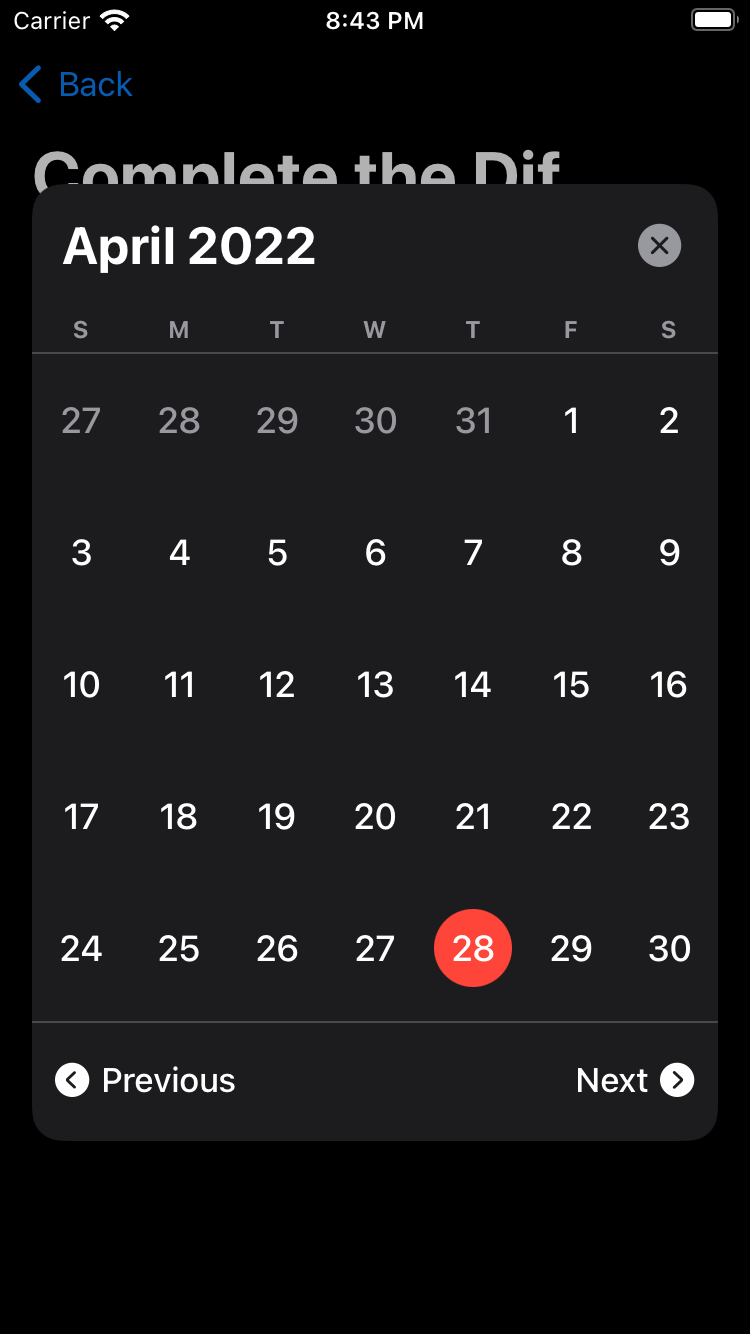 Carrier 8:43 PM
Back
Complete the Dif
April 2022
S M T W T F S
27 28 29 30 31 1 2
3 4 5 6 7 8 9
10 11 12 13 14 15 16
17 18 19 20 21 22 23
24 25 26 27 28 29 30
Previous Next